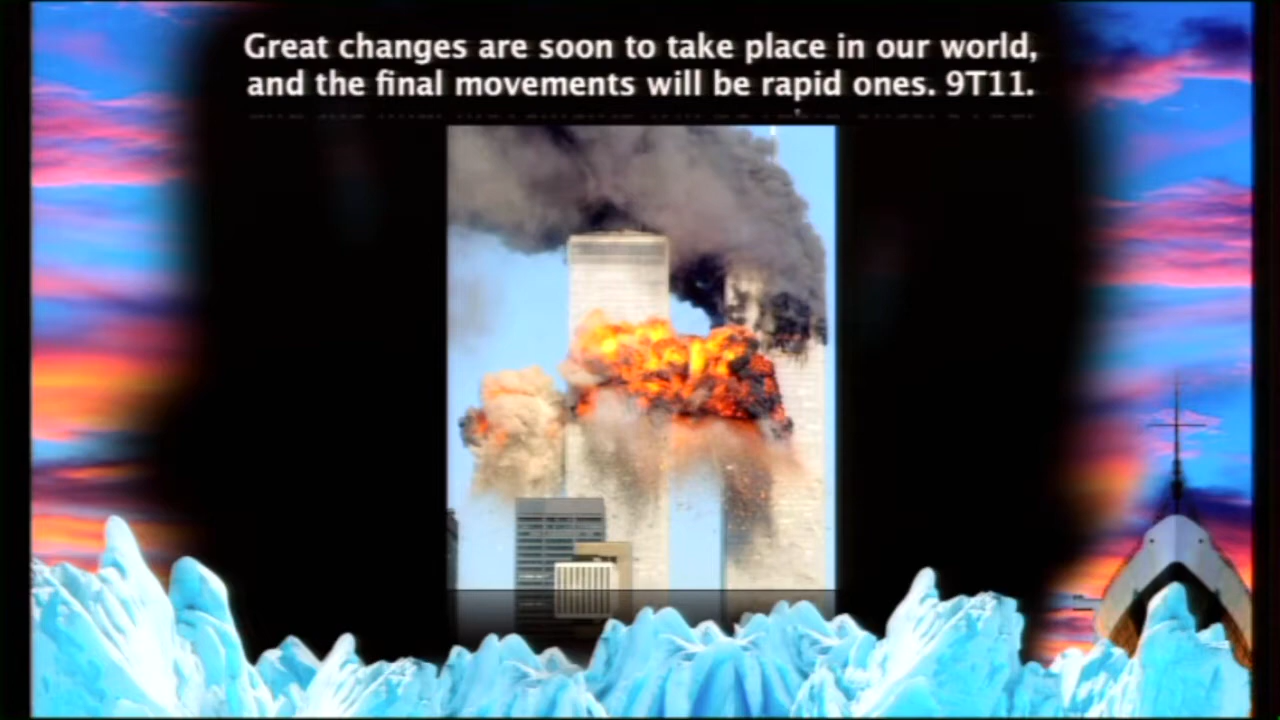 Great changes are soon to take place in our world,
and the final movements will be rapid ones. 9T11.